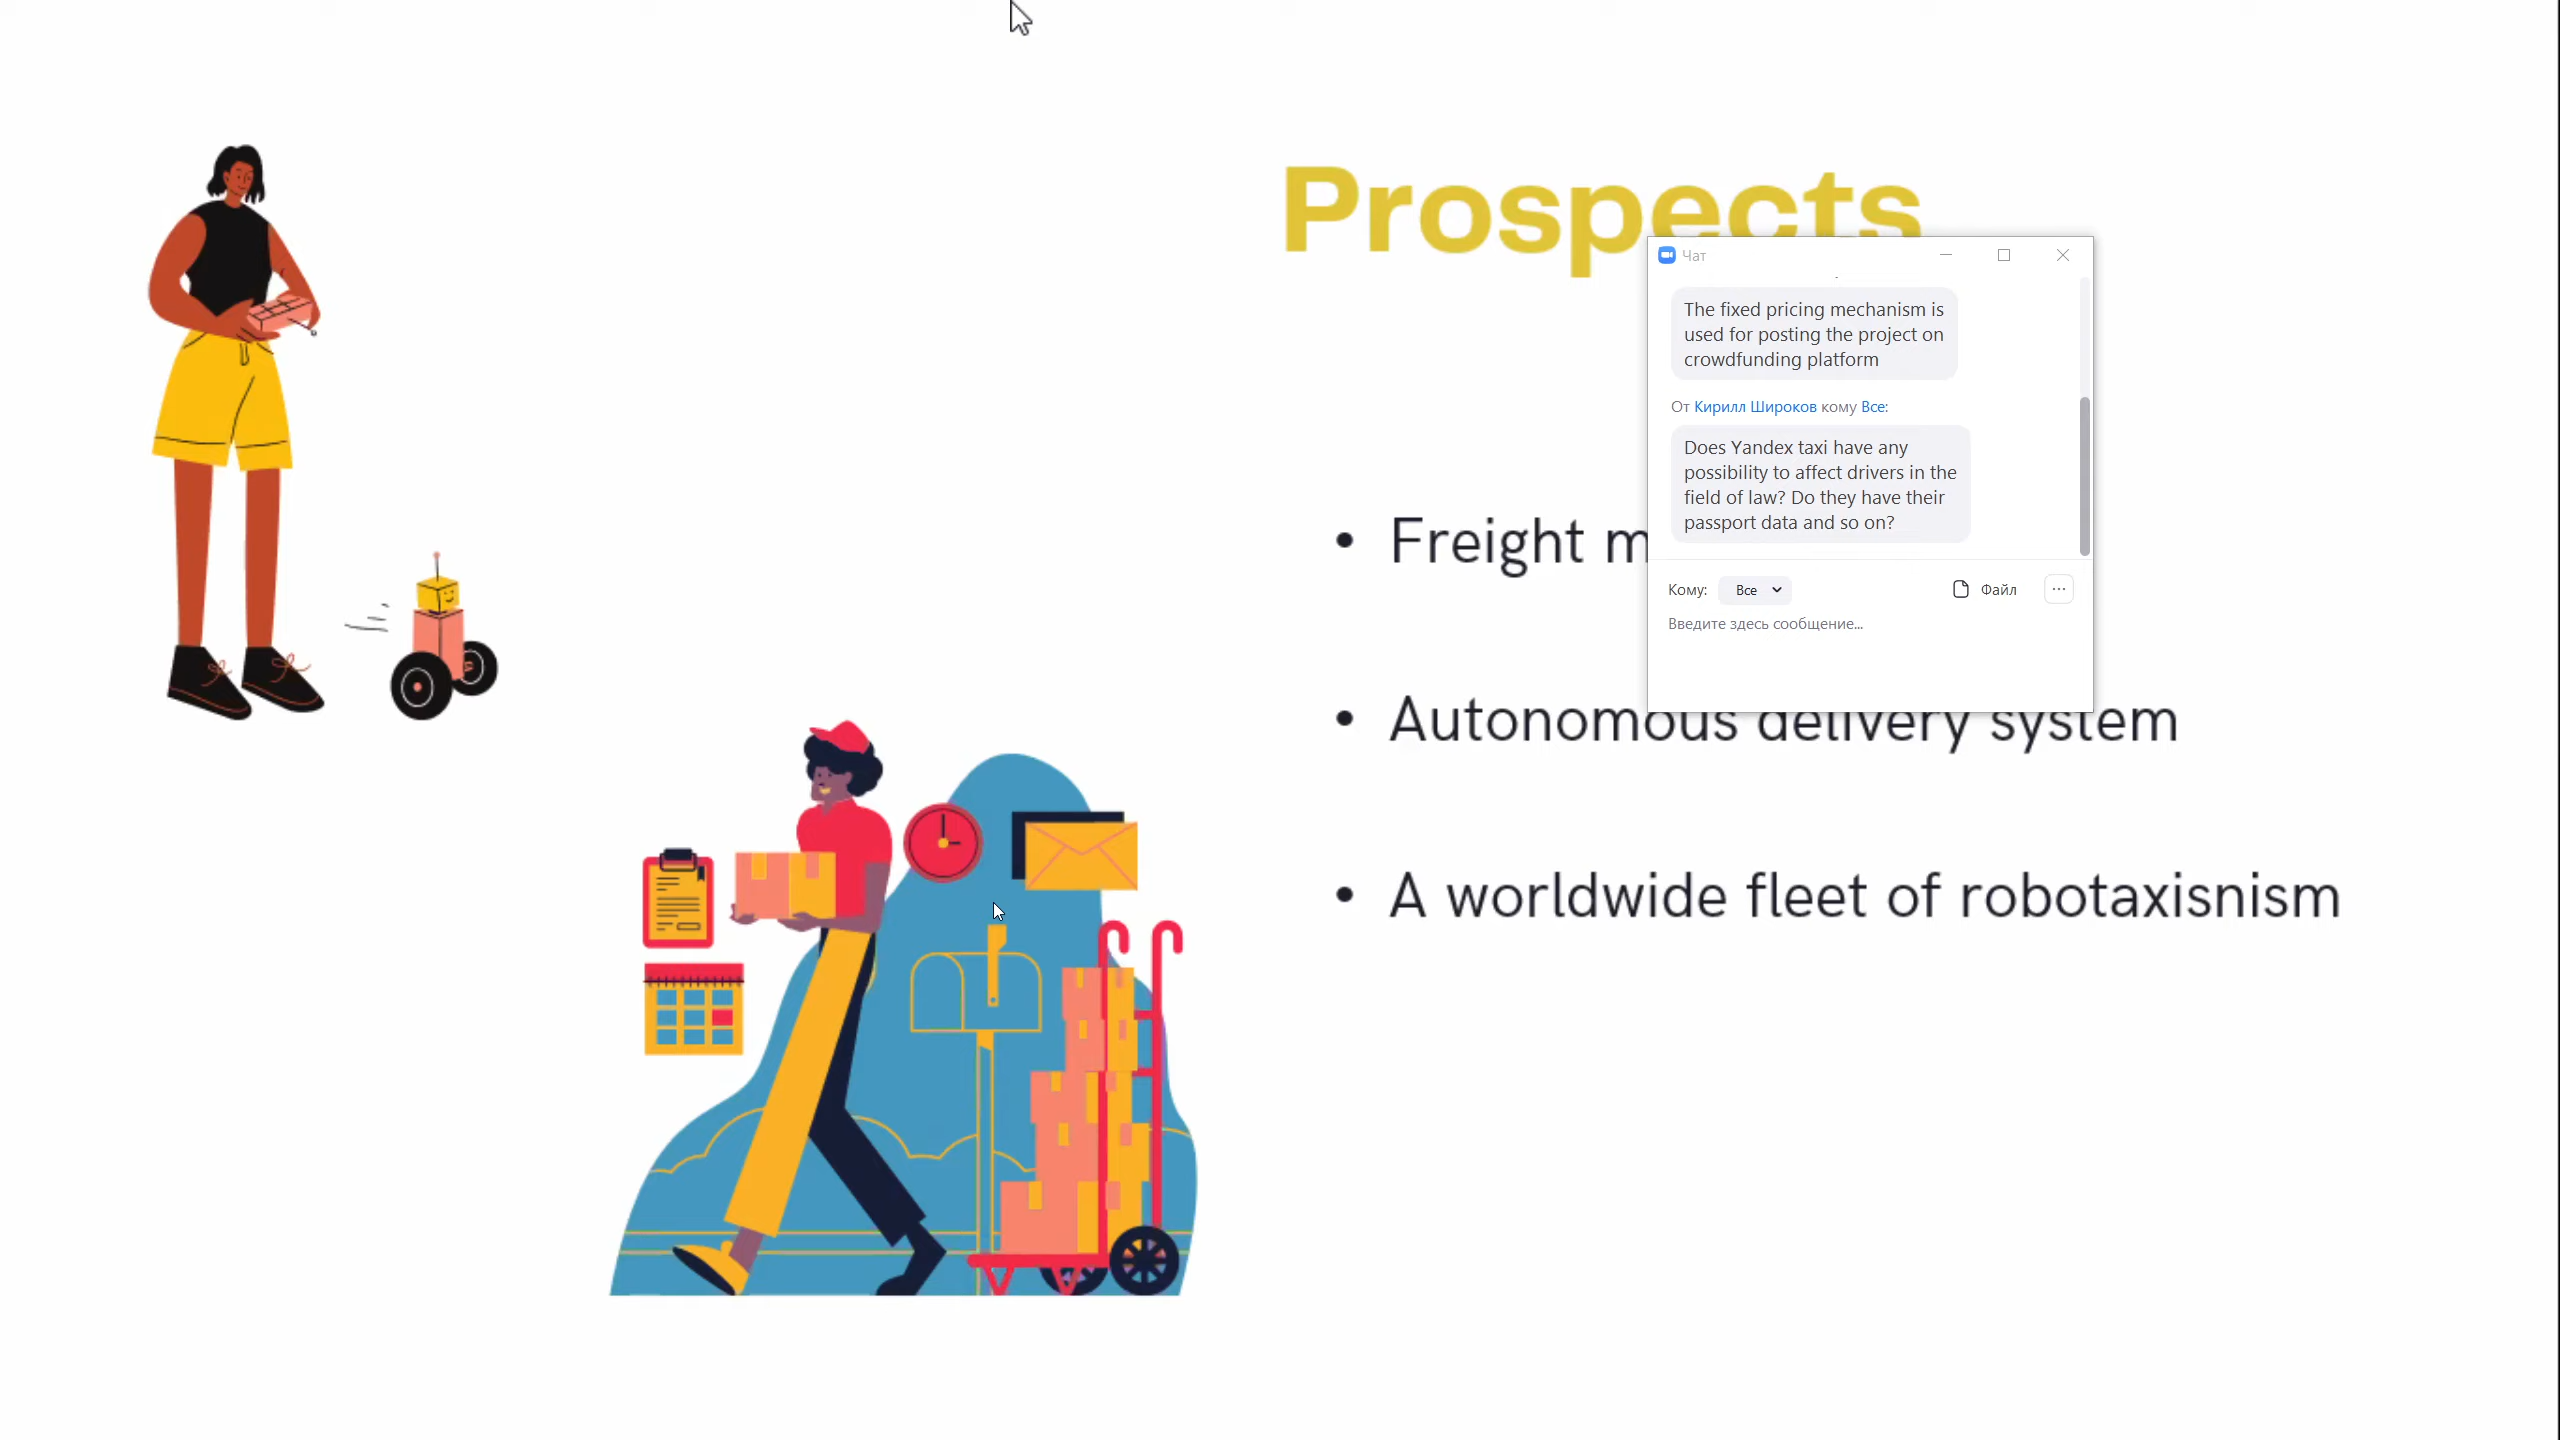 Prospects
Чат
The fixed pricing mechanism is
used for posting the project on
crowdfunding platform
От Кирилл Широков кому Все:
Does Yandex taxi have any
possibility to affect drivers in the
field of law? Do they have their
passport data and so on?
Кому: Все Файл
Введите здесь сообщение...
Freight
Autonomous delivery system
A worldwide fleet of robotaxisnism